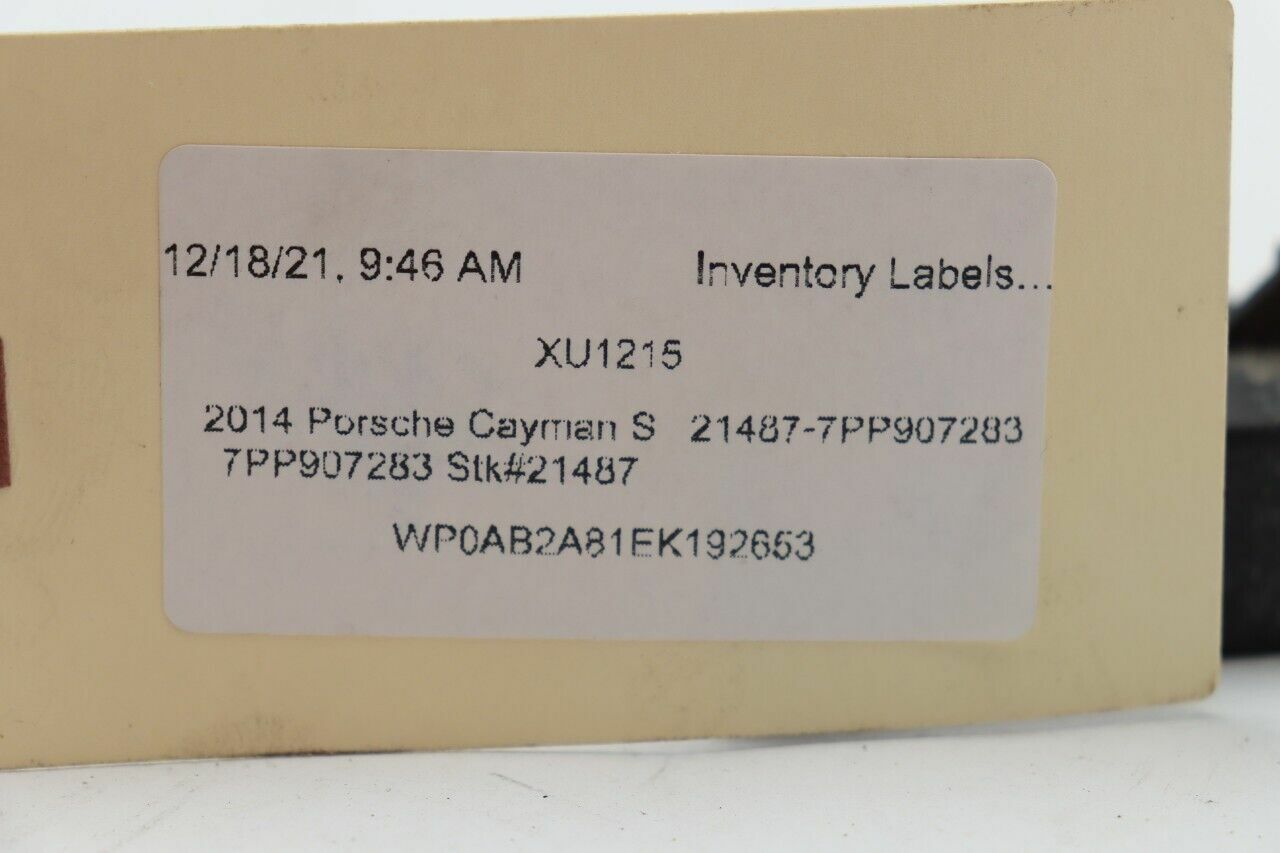 12/18/21, 9:46 AM Inventory Labels...
XU1215
2014 Porsche Cayman S 21487-7PP907283
7PP907283 Stk#21487
WP0AB2A81EK192653